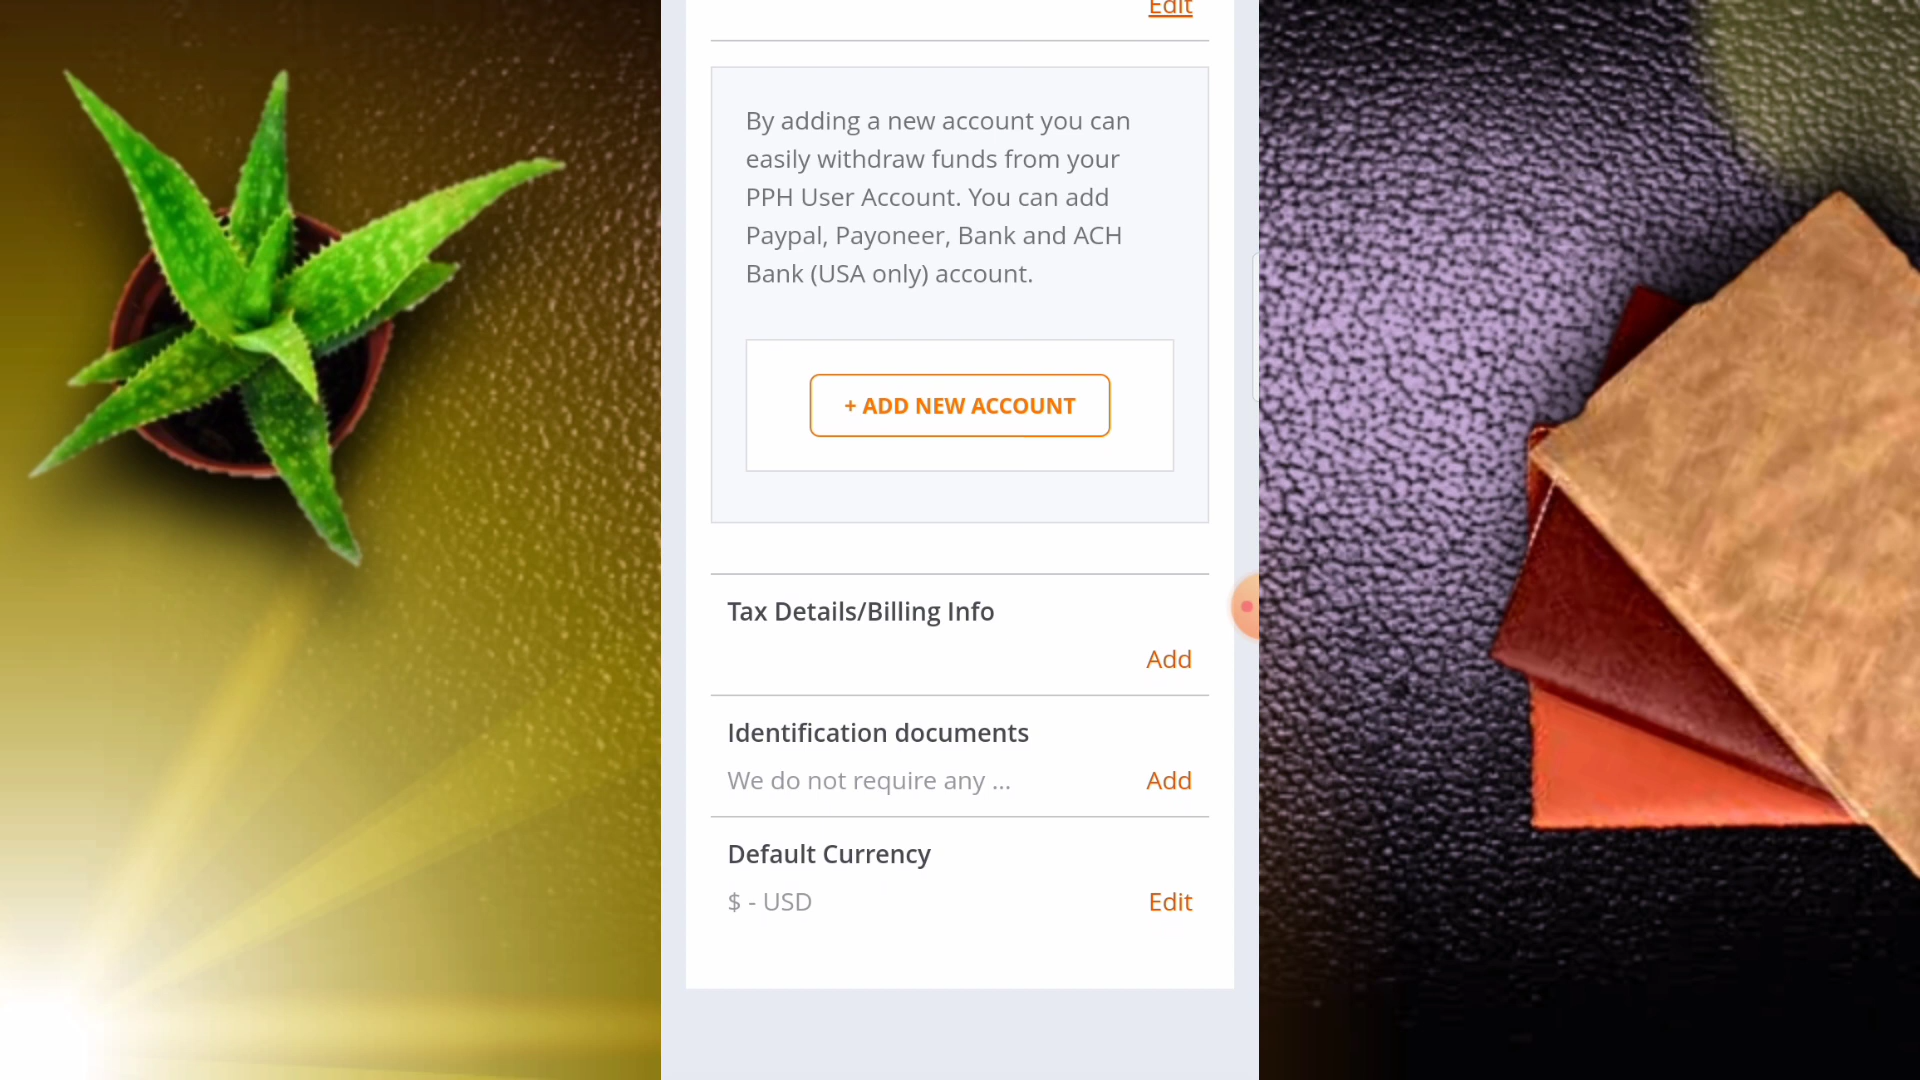 Edit
By adding a new account you can
easily withdraw funds from your
PPH User Account. You can add
Paypal, Payoneer, Bank and ACH
Bank (USA only) account.
+ ADD NEW ACCOUNT
Tax Details/Billing Info
Add
Identification documents
We do not require any ...
Add
Default Currency
$ - USD
Edit